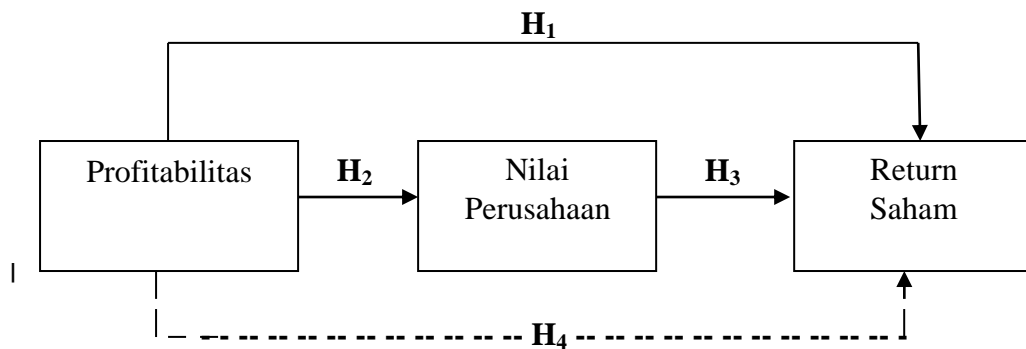 H₁
Profitabilitas
H₂
Nilai
Perusahaan
H₃
Return
Saham
H₄